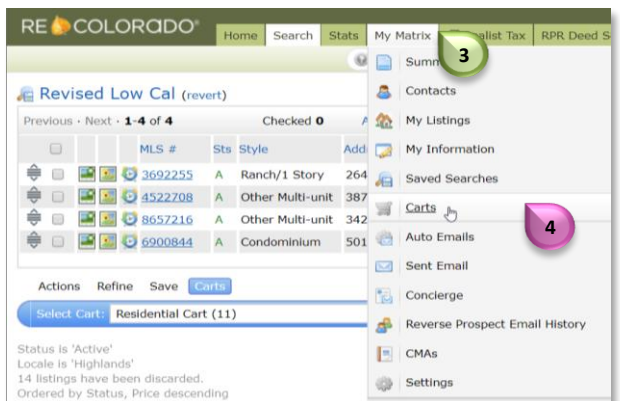 RE COLORADO®
Home Search Stats My Matrix Realist Tax RPR Deed S
3
Summ
Revised Low Cal (revert)
Contacts
Previous · Next · 1-4 of 4 Checked 0 A
My Listings
MLS # Sts Style Add
My Information
3692255 A Ranch/1 Story 264
Saved Searches
4522708 A Other Multi-unit 387
8657216 A Other Multi-unit 342
Carts
4
6900844 A Condominium 501
Auto Emails
Sent Email
Actions Refine Save Carts
Concierge
Select Cart: Residential Cart (11)
Reverse Prospect Email History
Status is 'Active'
CMAs
Locale is 'Highlands'
14 listings have been discarded.
Settings
Ordered by Status, Price descending